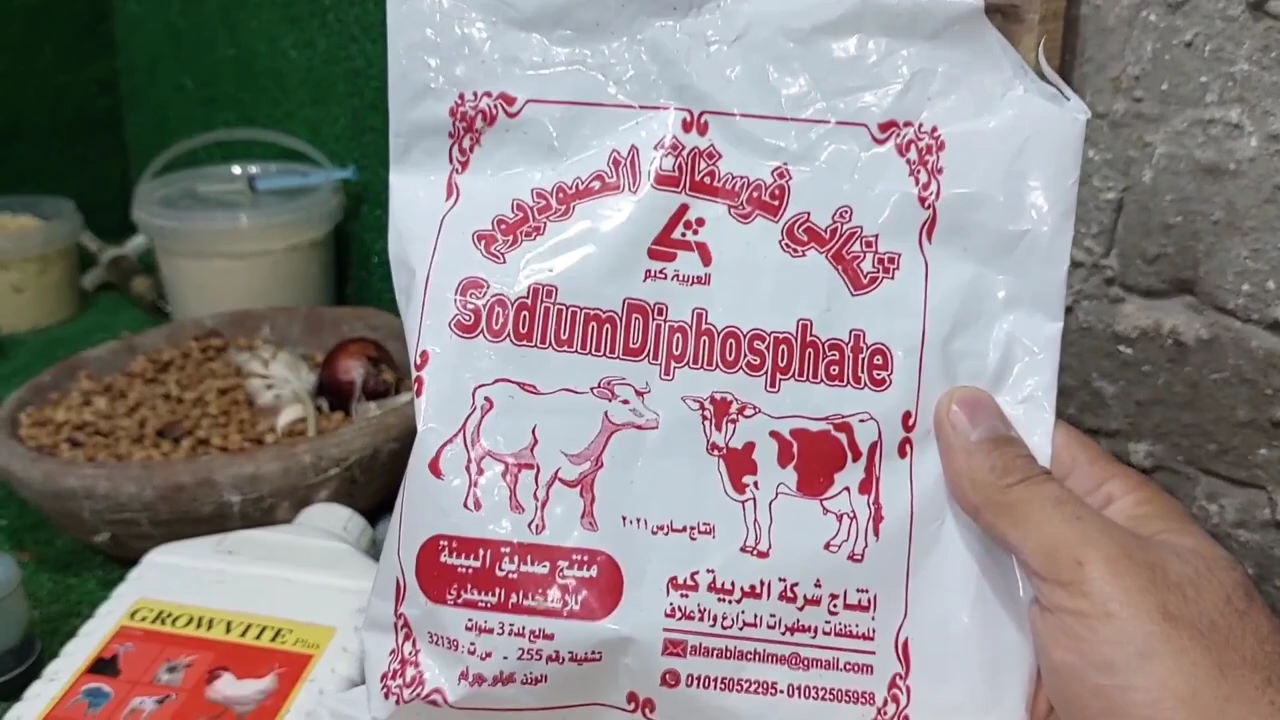 ثنائي فوسفات الصوديوم
العربية كيم
SodiumDiphosphate
إنتاج مارس ٢٠٢١
منتج صديق البيئة
للإستخدام البيطري
صالح لمدة 3 سنوات
تشغيلة رقم 255 - س.ت: 32139
الوزن كيلو جرام
إنتاج شركة العربية كيم
للمنظفات ومطهرات المزارع والأعلاف
alarabiachime@gmail.com
01015052295-01032505958
GROWVITE Plus